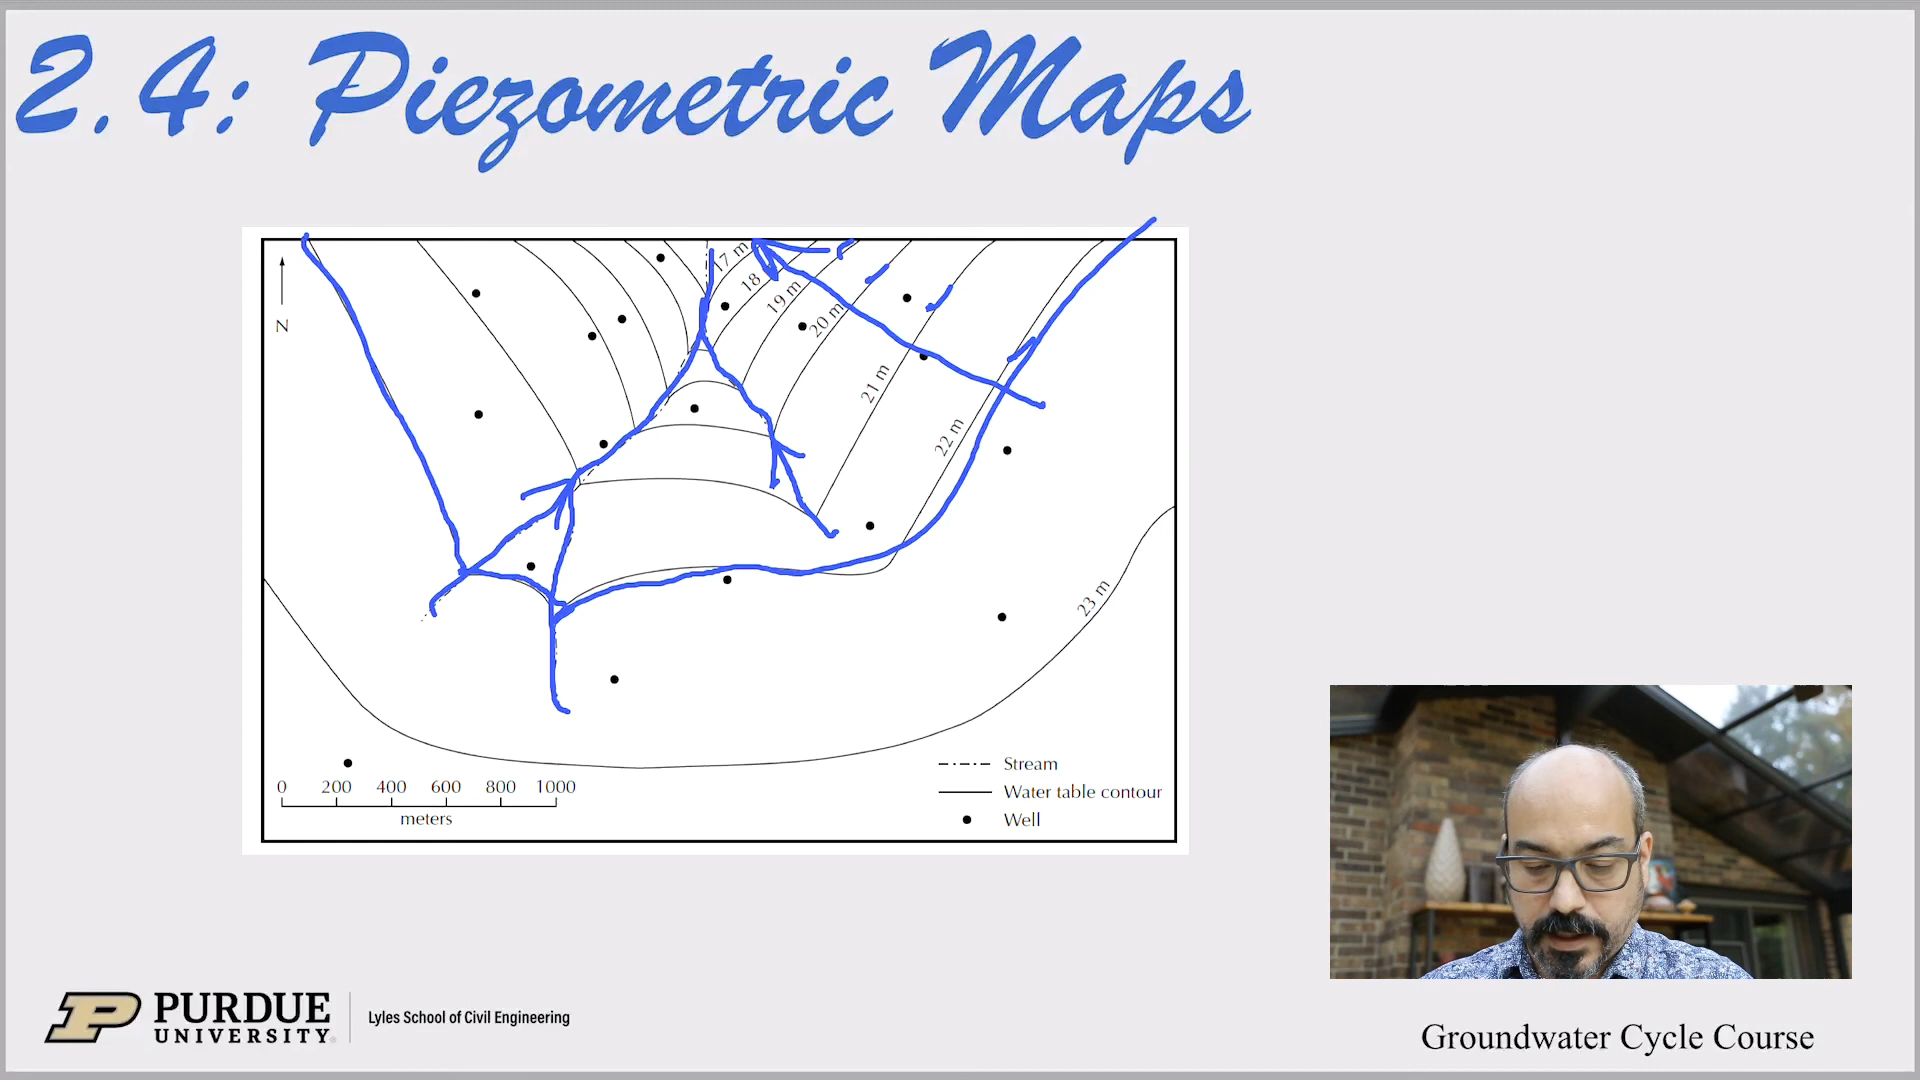 2.4: Piezometric Maps
N
17 m
18
19 m
20 m
21 m
22 m
23 m
0 200 400 600 800 1000
meters
Stream
Water table contour
Well
PURDUE
UNIVERSITY
Lyles School of Civil Engineering
Groundwater Cycle Course